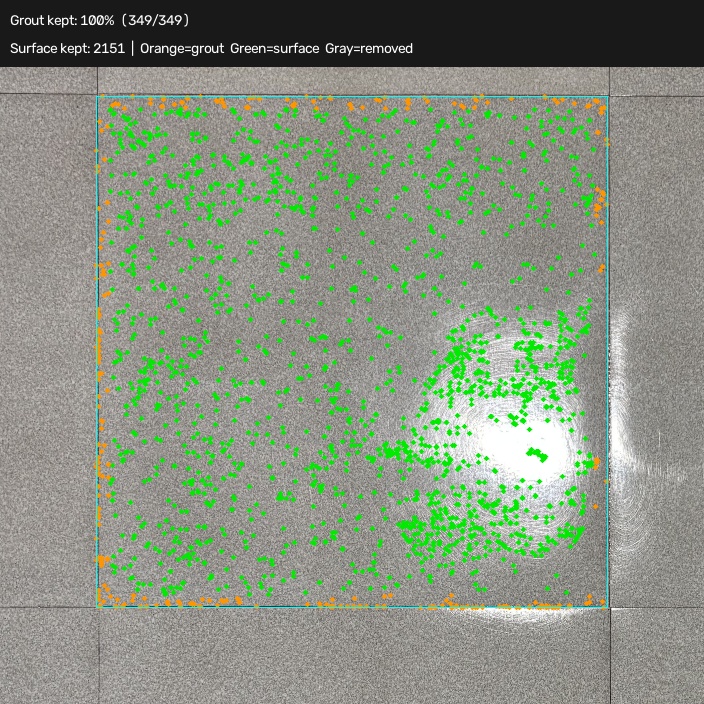 Grout kept: 100%  (349/349)
Surface kept: 2151  |  Orange=grout  Green=surface  Gray=removed